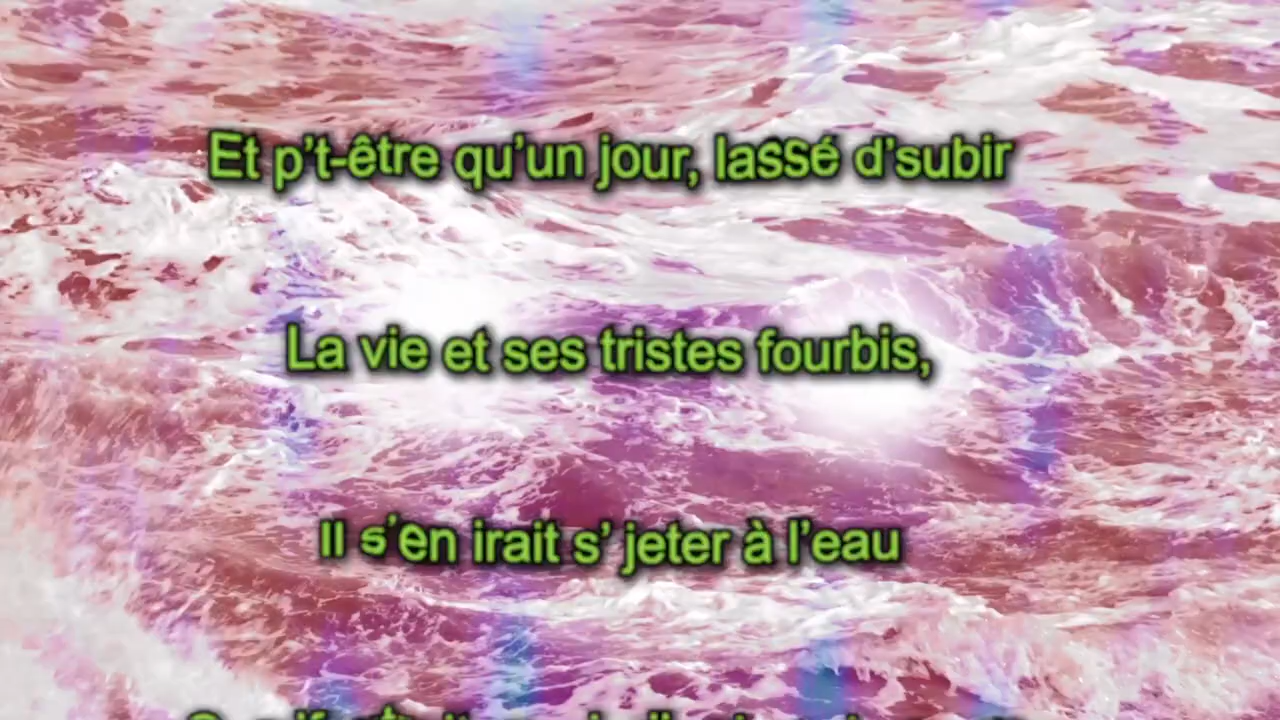 Et p't-être qu'un jour, lassé d'subir
La vie et ses tristes fourbis,
Il s'en irait s' jeter à l'eau